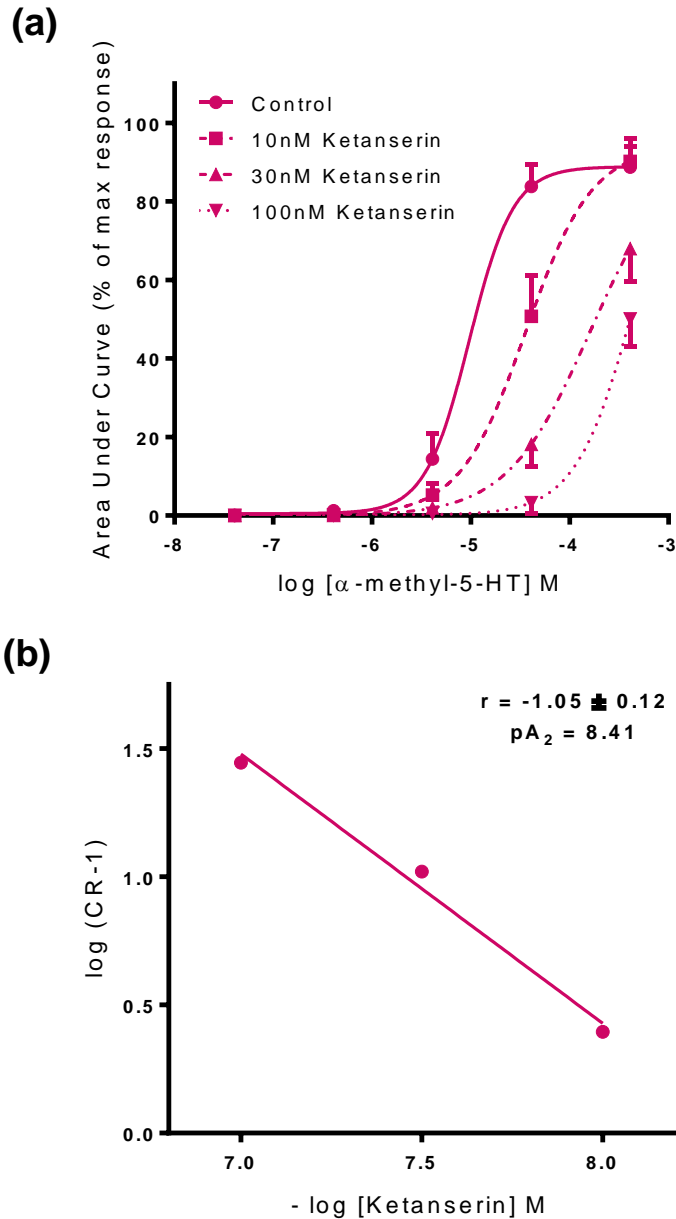 (a)
Control
10nM Ketanserin
30nM Ketanserin
100nM Ketanserin
Area Under Curve (% of max response)
100
80
60
40
20
0
-8 -7 -6 -5 -4 -3
log [α-methyl-5-HT] M
(b)
r = -1.05 ± 0.12
pA2 = 8.41
log (CR-1)
1.5
1.0
0.5
0.0
7.0 7.5 8.0
- log [Ketanserin] M